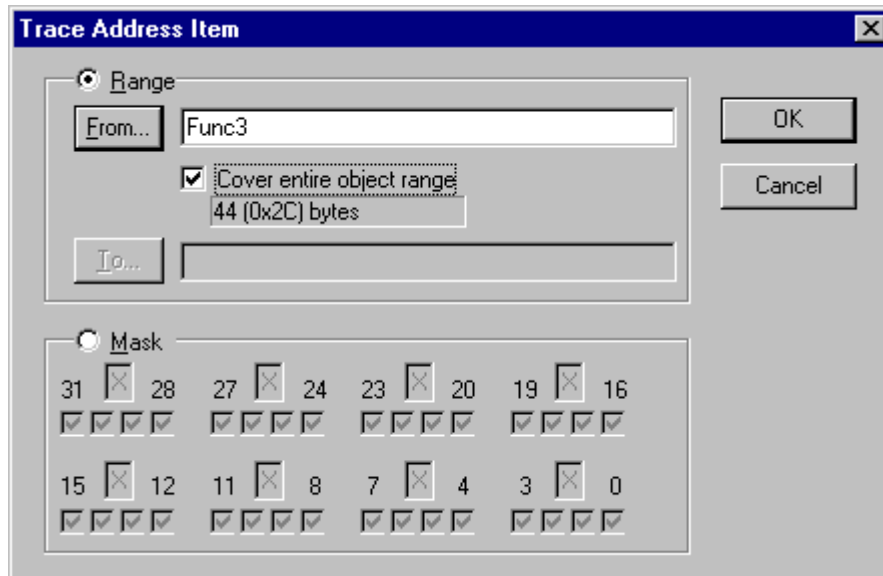 Trace Address Item
Range
From... Func3
OK
Cover entire object range
44 (0x2C) bytes
Cancel
To...
Mask
31 X 28 27 X 24 23 X 20 19 X 16
15 X 12 11 X 8 7 X 4 3 X 0